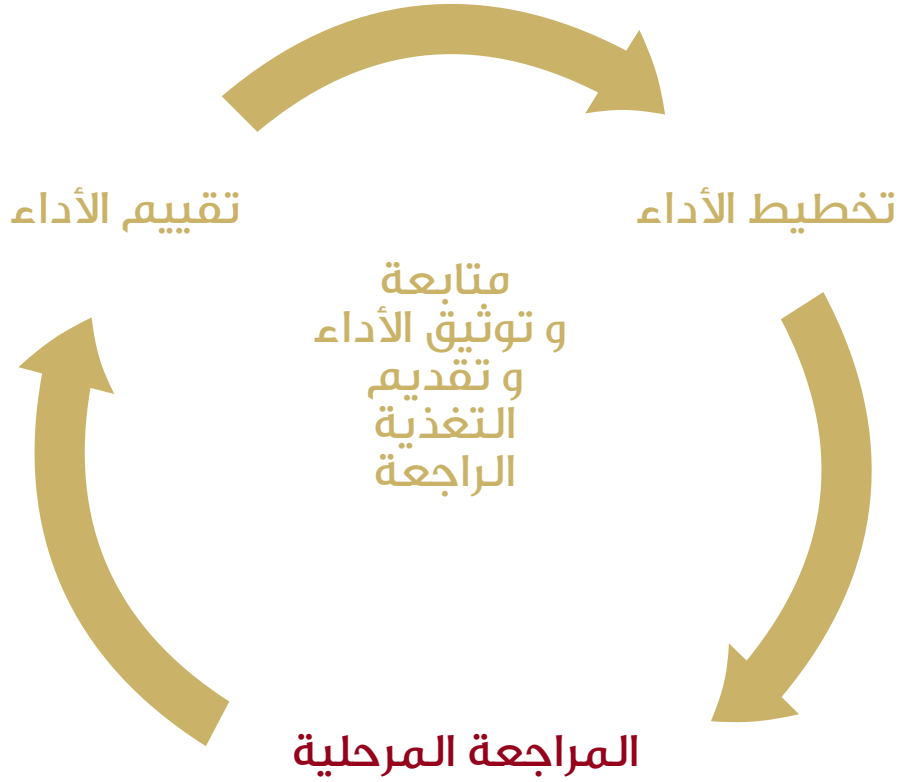 تخطيط الأداء
تقييم الأداء
متابعة
و توثيق الأداء
و تقديم
التغذية
الراجعة
المراجعة المرحلية